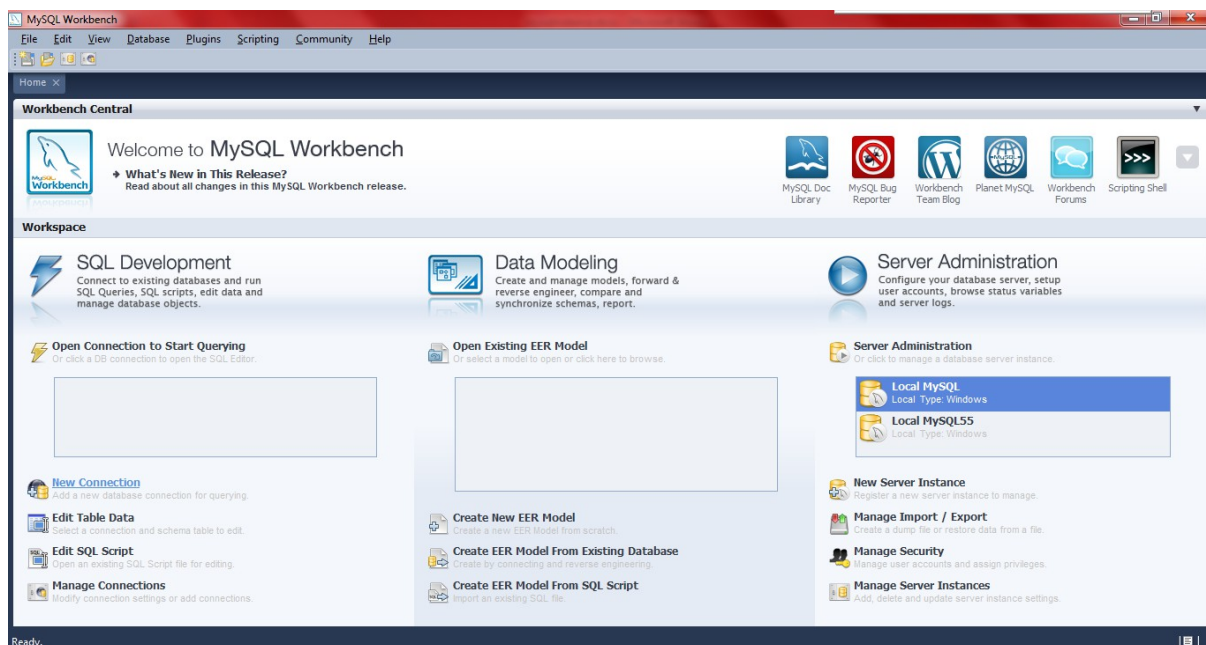 MySQL Workbench
File Edit View Database Plugins Scripting Community Help
Home
Workbench Central
MySQL
Workbench
Welcome to MySQL Workbench
What's New in This Release?
Read about all changes in this MySQL Workbench release.
MySQL Doc
Library
MySQL Bug
Reporter
Workbench
Team Blog
Planet MySQL
Workbench
Forums
>>>
Scripting Shell
Workspace
SQL Development
Connect to existing databases and run
SQL Queries, SQL scripts, edit data and
manage database objects.
Open Connection to Start Querying
Or click a DB connection to open the SQL Editor.
New Connection
Add a new database connection for querying.
Edit Table Data
Select a connection and schema table to edit.
Edit SQL Script
Open an existing SQL Script file for editing.
Manage Connections
Modify connection settings or add connections.
Data Modeling
Create and manage models, forward &
reverse engineer, compare and
synchronize schemas, report.
Open Existing EER Model
Or select a model to open or click here to browse.
Create New EER Model
Create a new EER Model from scratch.
Create EER Model From Existing Database
Create by connecting and reverse engineering.
Create EER Model From SQL Script
Import an existing SQL file.
Server Administration
Configure your database server, setup
user accounts, browse status variables
and server logs.
Server Administration
Or click to manage a database server instance.
Local MySQL
Local Type: Windows
Local MySQL55
Local Type: Windows
New Server Instance
Register a new server instance to manage.
Manage Import / Export
Create a dump file or restore data from a file.
Manage Security
Manage user accounts and assign privileges.
Manage Server Instances
Add, delete and update server instance settings.
Ready.